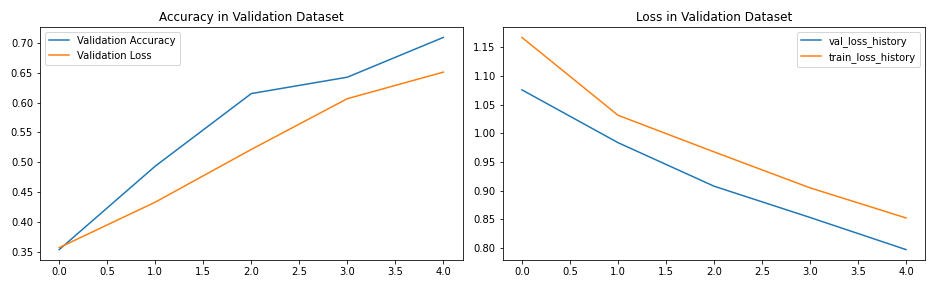 Accuracy in Validation Dataset
Validation Accuracy
Validation Loss
0.70
0.65
0.60
0.55
0.50
0.45
0.40
0.35
0.0 0.5 1.0 1.5 2.0 2.5 3.0 3.5 4.0
Loss in Validation Dataset
val_loss_history
train_loss_history
1.15
1.10
1.05
1.00
0.95
0.90
0.85
0.80
0.0 0.5 1.0 1.5 2.0 2.5 3.0 3.5 4.0